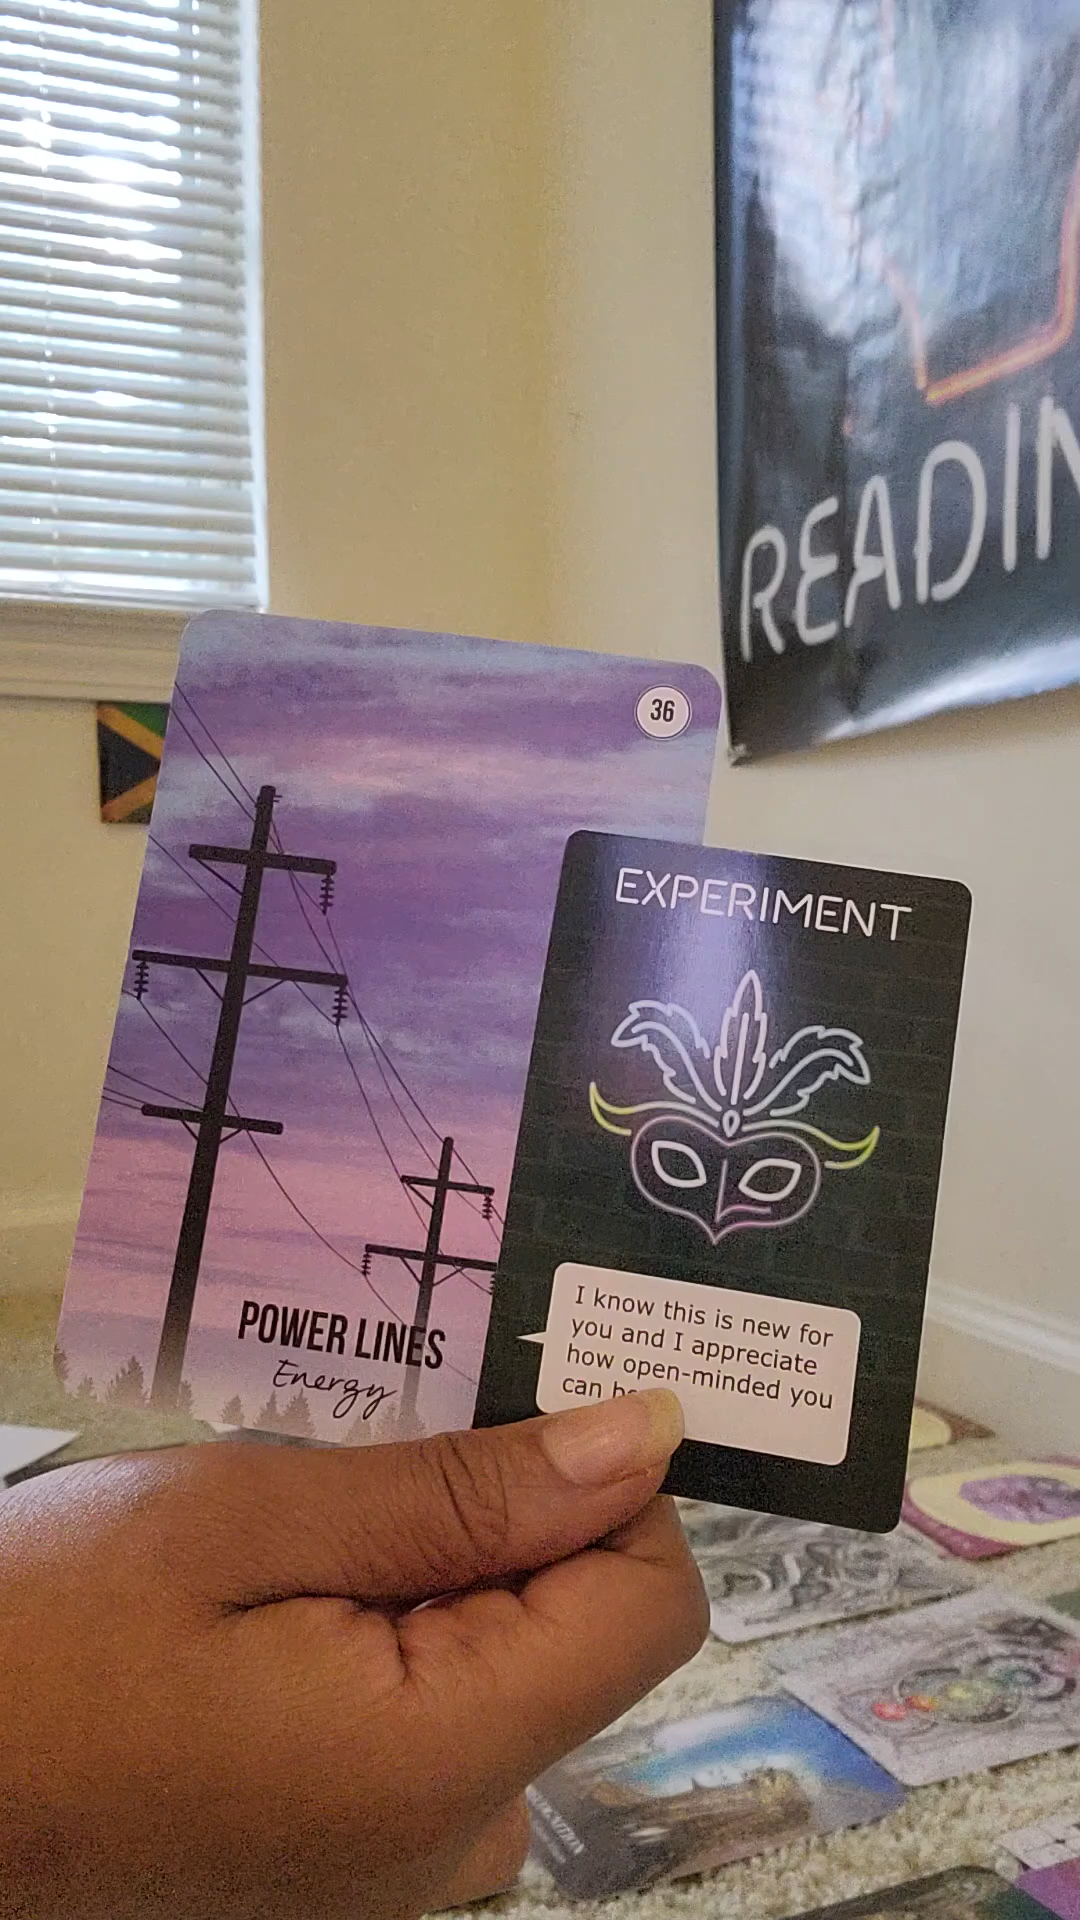 READIN
36
EXPERIMENT
I know this is new for
you and I appreciate
how open-minded you
can
POWER LINES
Energy